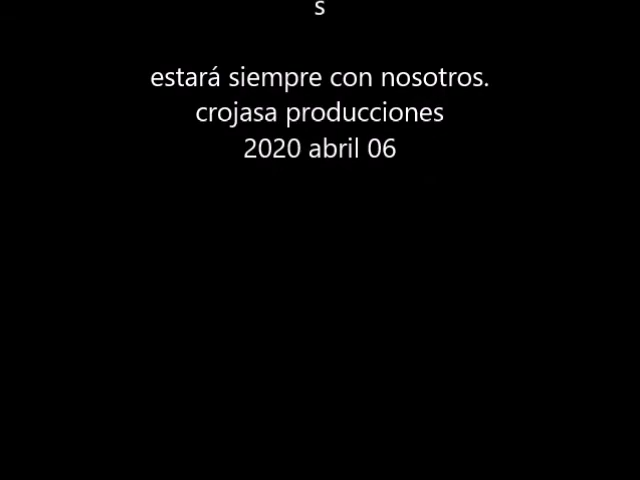 s
estará siempre con nosotros.
crojasa producciones
2020 abril 06